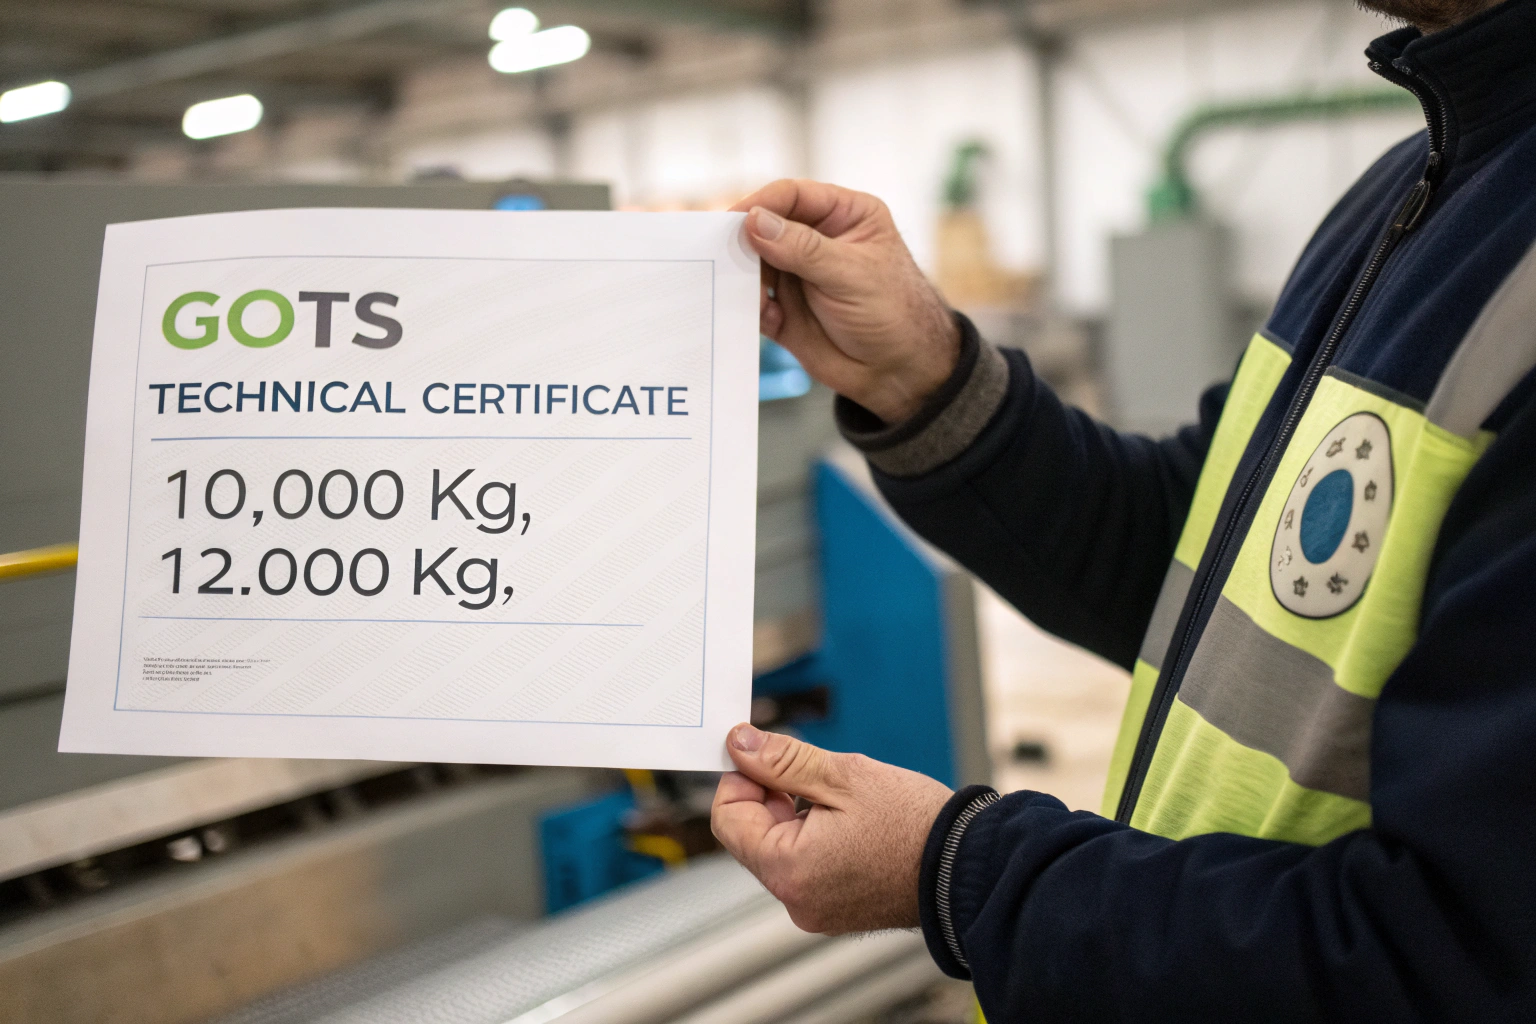 GOTS
TECHNICAL CERTIFICATE
10,000 Kg,
12.000 Kg,